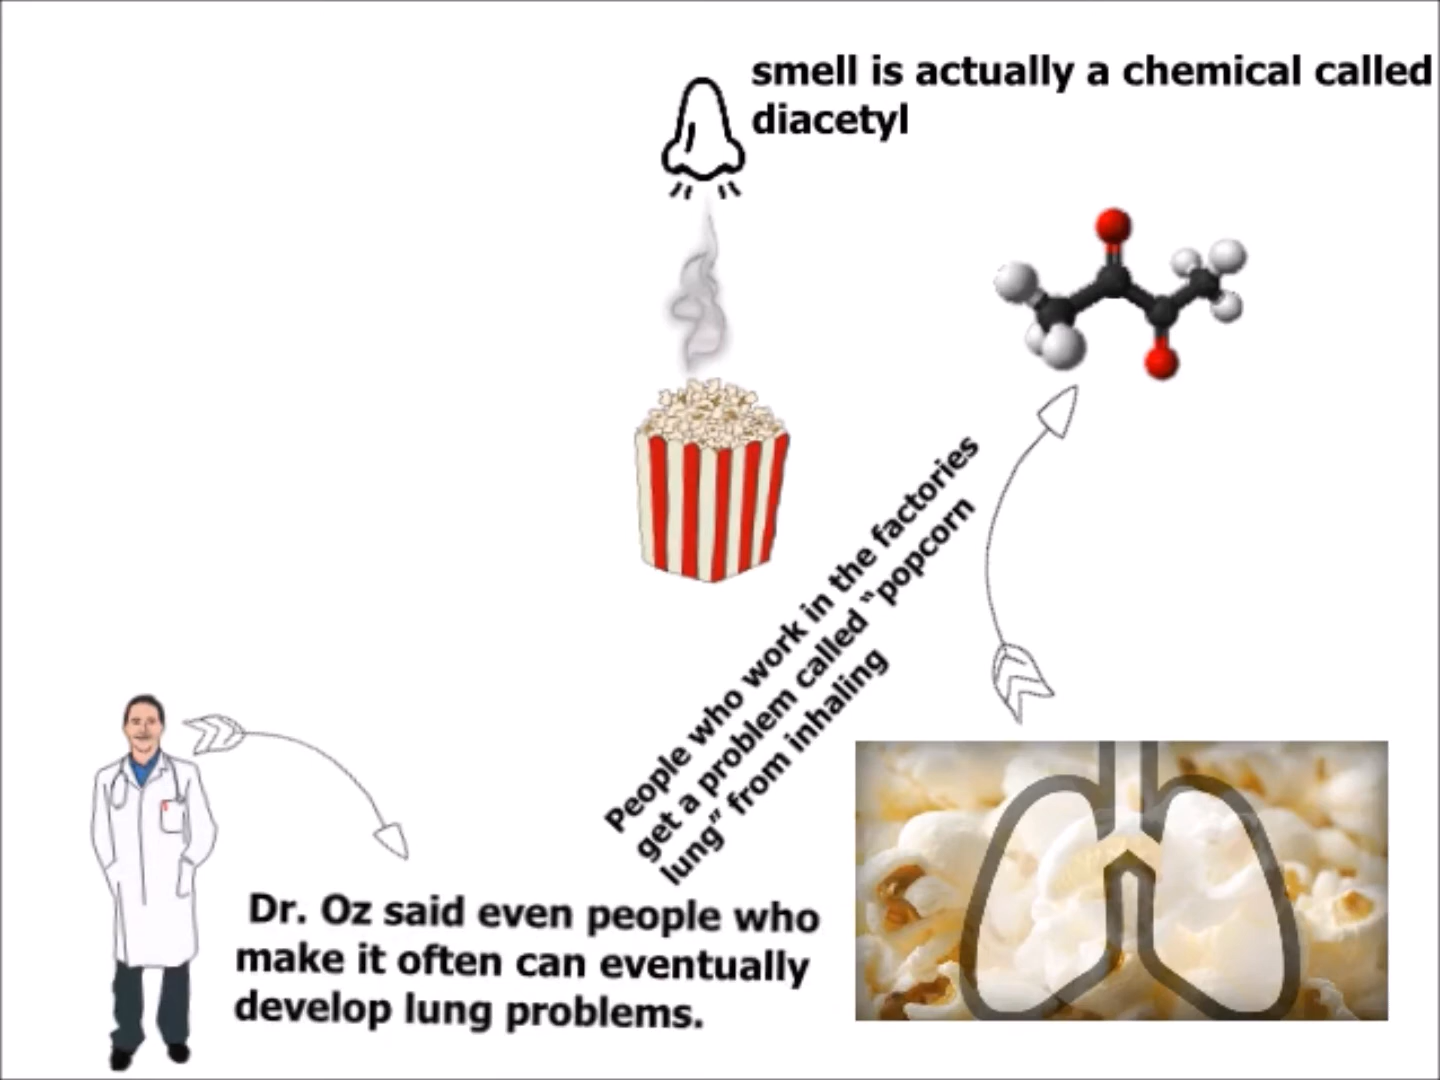 smell is actually a chemical called
diacetyl
People who work in the factories
get a problem called “popcorn
lung” from inhaling
Dr. Oz said even people who
make it often can eventually
develop lung problems.